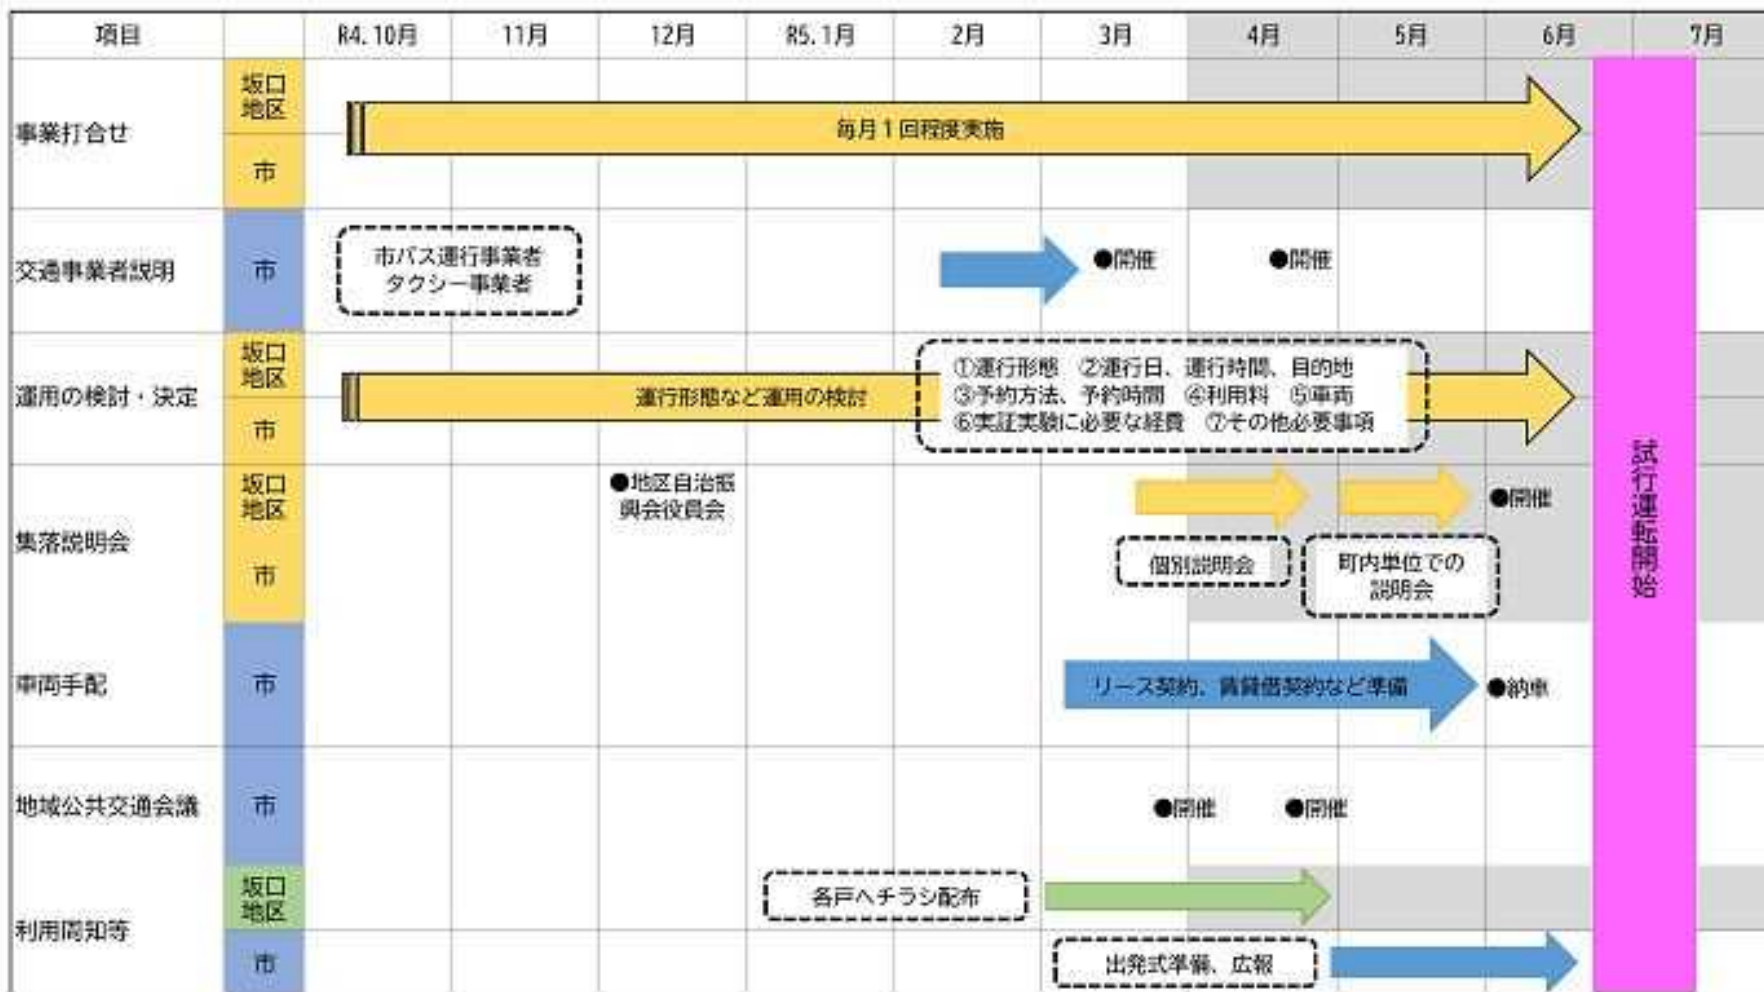 項目 R4.10月 11月 12月 R5.1月 2月 3月 4月 5月 6月 7月
事業打合せ
坂口
地区
市
毎月1回程度実施
交通事業者説明
市
市バス運行事業者
タクシー事業者
●開催
●開催
運用の検討・決定
坂口
地区
市
運行形態など運用の検討
①運行形態 ②運行日、運行時間、目的地
③予約方法、予約時間 ④利用料 ⑤車両
⑥実証実験に必要な経費 ⑦その他必要事項
集落説明会
坂口
地区
市
●地区自治振
興会役員会
個別説明会
町内単位での
説明会
●開催
車両手配
市
リース契約、賃貸借契約など準備
●納車
地域公共交通会議
市
●開催
●開催
利用周知等
坂口
地区
各戸へチラシ配布
市
出発式準備、広報
試行運転開始